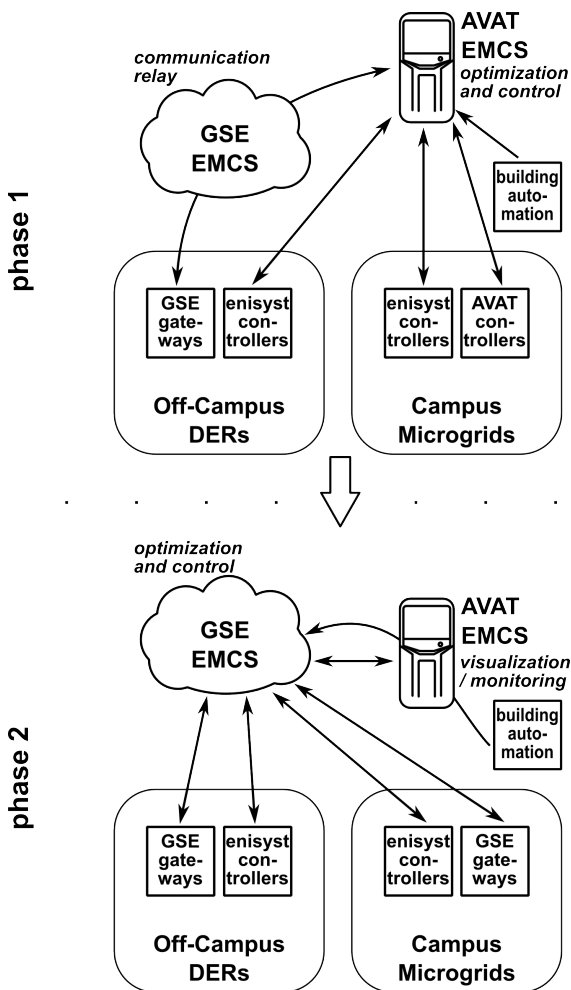 phase 1
communication
relay
GSE
EMCS
AVAT
EMCS
optimization
and control
building
auto-
mation
GSE
gate-
ways
enisyst
con-
trollers
Off-Campus
DERs
enisyst
con-
trollers
AVAT
con-
trollers
Campus
Microgrids
phase 2
optimization
and control
GSE
EMCS
AVAT
EMCS
visualization
/ monitoring
building
auto-
mation
GSE
gate-
ways
enisyst
con-
trollers
Off-Campus
DERs
enisyst
con-
trollers
GSE
gate-
ways
Campus
Microgrids